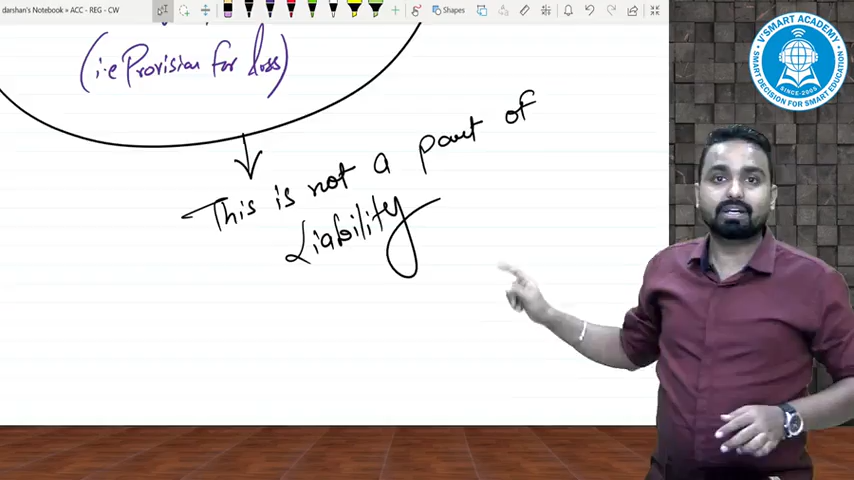 darshan's Notebook » ACC - REG - CW
Shapes
(i.e Provision for loss)
This is not a part of
Liability
V'SMART ACADEMY
SMART DECISION FOR SMART EDUCATION
SINCE-2009